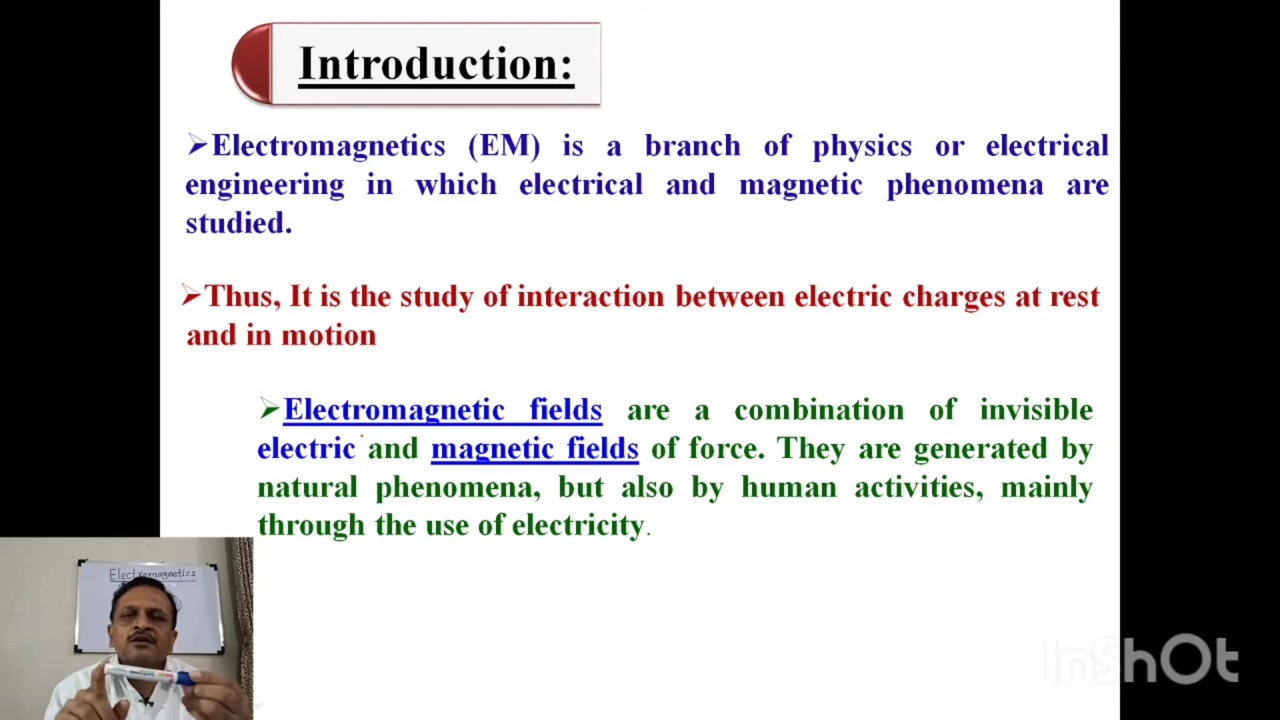 Introduction:
➢Electromagnetics (EM) is a branch of physics or electrical
engineering in which electrical and magnetic phenomena are
studied.
➢Thus, It is the study of interaction between electric charges at rest
and in motion
➢Electromagnetic fields are a combination of invisible
electric and magnetic fields of force. They are generated by
natural phenomena, but also by human activities, mainly
through the use of electricity.
Electromagnetics
InShOt